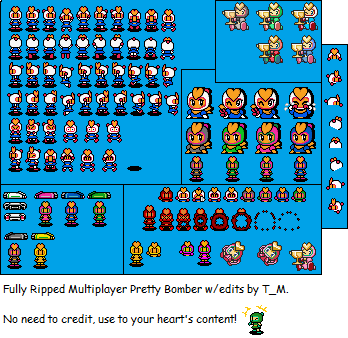 Fully Ripped Multiplayer Pretty Bomber w/edits by T_M.
No need to credit, use to your heart's content!